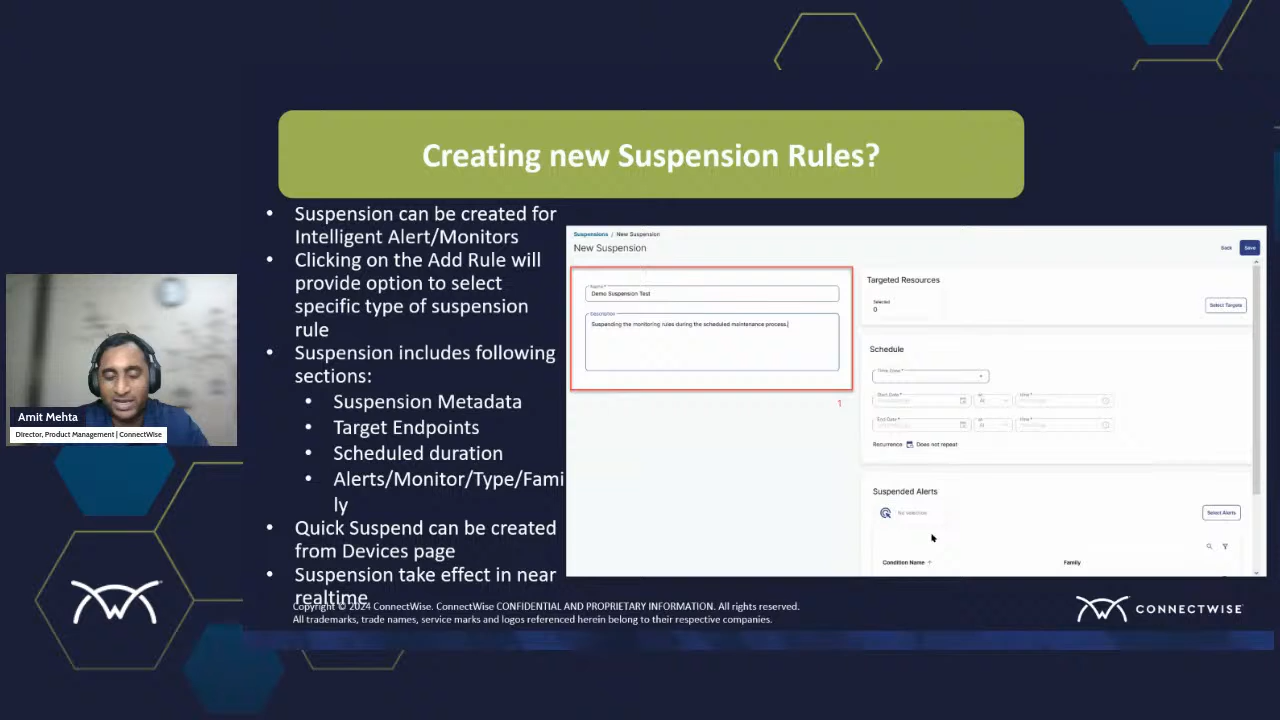 Creating new Suspension Rules?
• Suspension can be created for
Intelligent Alert/Monitors
• Clicking on the Add Rule will
provide option to select
specific type of suspension
rule
• Suspension includes following
sections:
• Suspension Metadata
• Target Endpoints
• Scheduled duration
• Alerts/Monitor/Type/Fami
ly
• Quick Suspend can be created
from Devices page
• Suspension take effect in near
realtime
Suspensions / New Suspension
New Suspension
Back
Save
Name *
Demo Suspension Test
Description
Suspending the monitoring rules during the scheduled maintenance process.
1
Targeted Resources
Selected
0
Select Targets
Schedule
Time Zone *
Start Date *
Time *
End Date *
Time *
Recurrence Does not repeat
Suspended Alerts
No selection
Select Alerts
Condition Name
Family
Amit Mehta
Director, Product Management | ConnectWise
Copyright © 2024 ConnectWise. ConnectWise CONFIDENTIAL AND PROPRIETARY INFORMATION. All rights reserved.
All trademarks, trade names, service marks and logos referenced herein belong to their respective companies.
CONNECTWISE